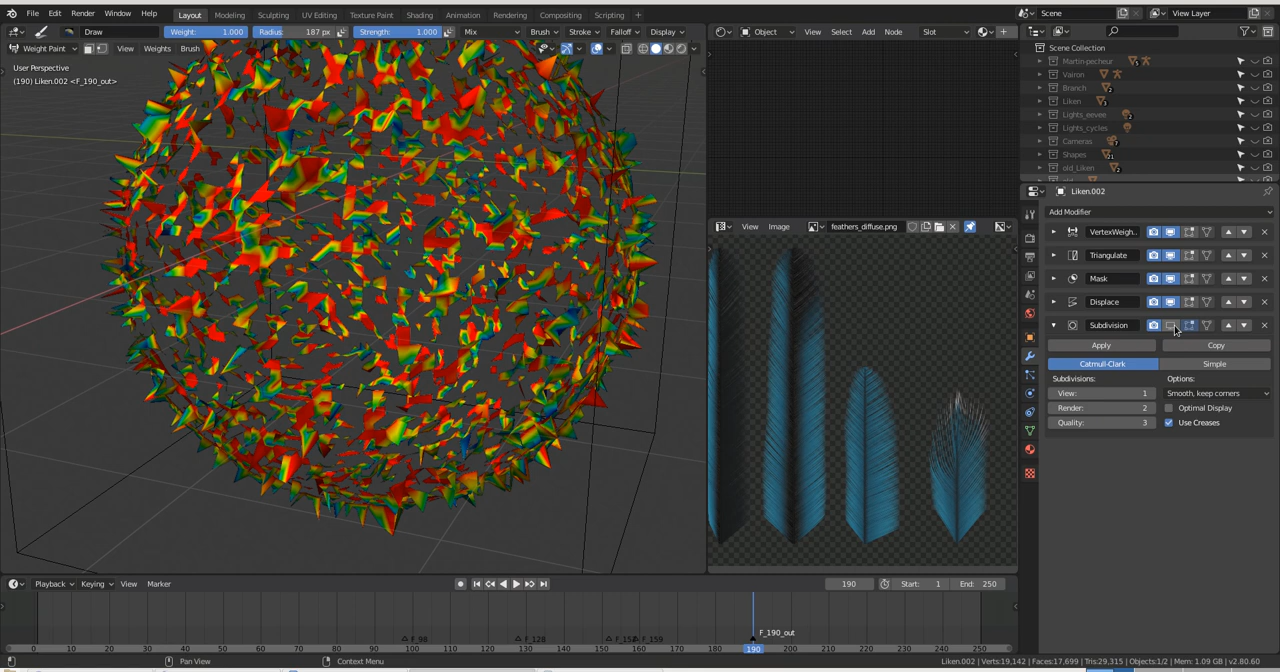 File Edit Render Window Help Layout Modeling Sculpting UV Editing Texture Paint Shading Animation Rendering Compositing Scripting + Scene View Layer
Draw Weight: 1.000 Radius: 187 px Strength: 1.000 Mix Brush Stroke Falloff Display
Weight Paint View Weights Brush
User Perspective
(190) Liken.002 <F_190_out>
Object View Select Add Node Slot
View Image feathers_diffuse.png
Scene Collection
Martin-pecheur 5
Vairon
Branch 2
Liken 3
Lights_eevee 2
Lights_cycles
Cameras 7
Shapes 21
old_Liken 2
Liken.002
Add Modifier
VertexWeigh..
Triangulate
Mask
Displace
Subdivision
Apply Copy
Catmull-Clark Simple
Subdivisions: Options:
View: 1 Smooth, keep corners
Render: 2 Optimal Display
Quality: 3 Use Creases
Playback Keying View Marker 190 Start: 1 End: 250
F_190_out
F_98 F_128 F_159
0 10 20 30 40 50 60 70 80 90 100 110 120 130 140 150 160 170 180 190 200 210 220 230 240 250
Pan View Context Menu Liken.002 | Verts:19,142 | Faces:17,699 | Tris:29,315 | Objects:1/2 | Mem: 1.09 GB | v2.80.60